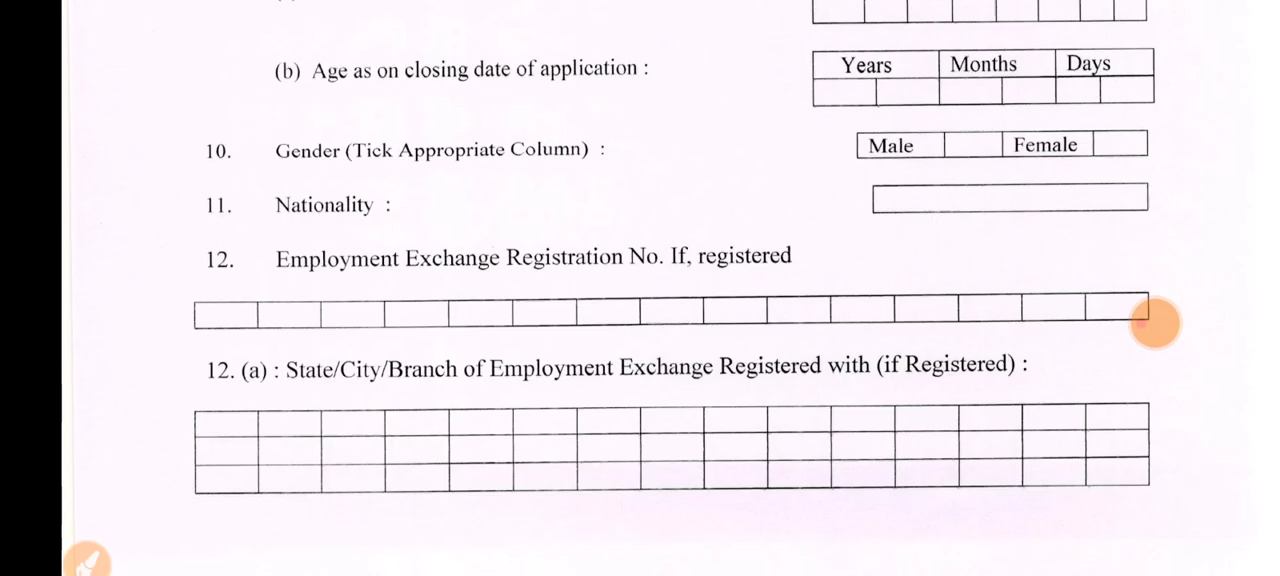 (b) Age as on closing date of application :
Years Months Days
10. Gender (Tick Appropriate Column) :
Male Female
11. Nationality :
12. Employment Exchange Registration No. If, registered
12. (a) : State/City/Branch of Employment Exchange Registered with (if Registered) :